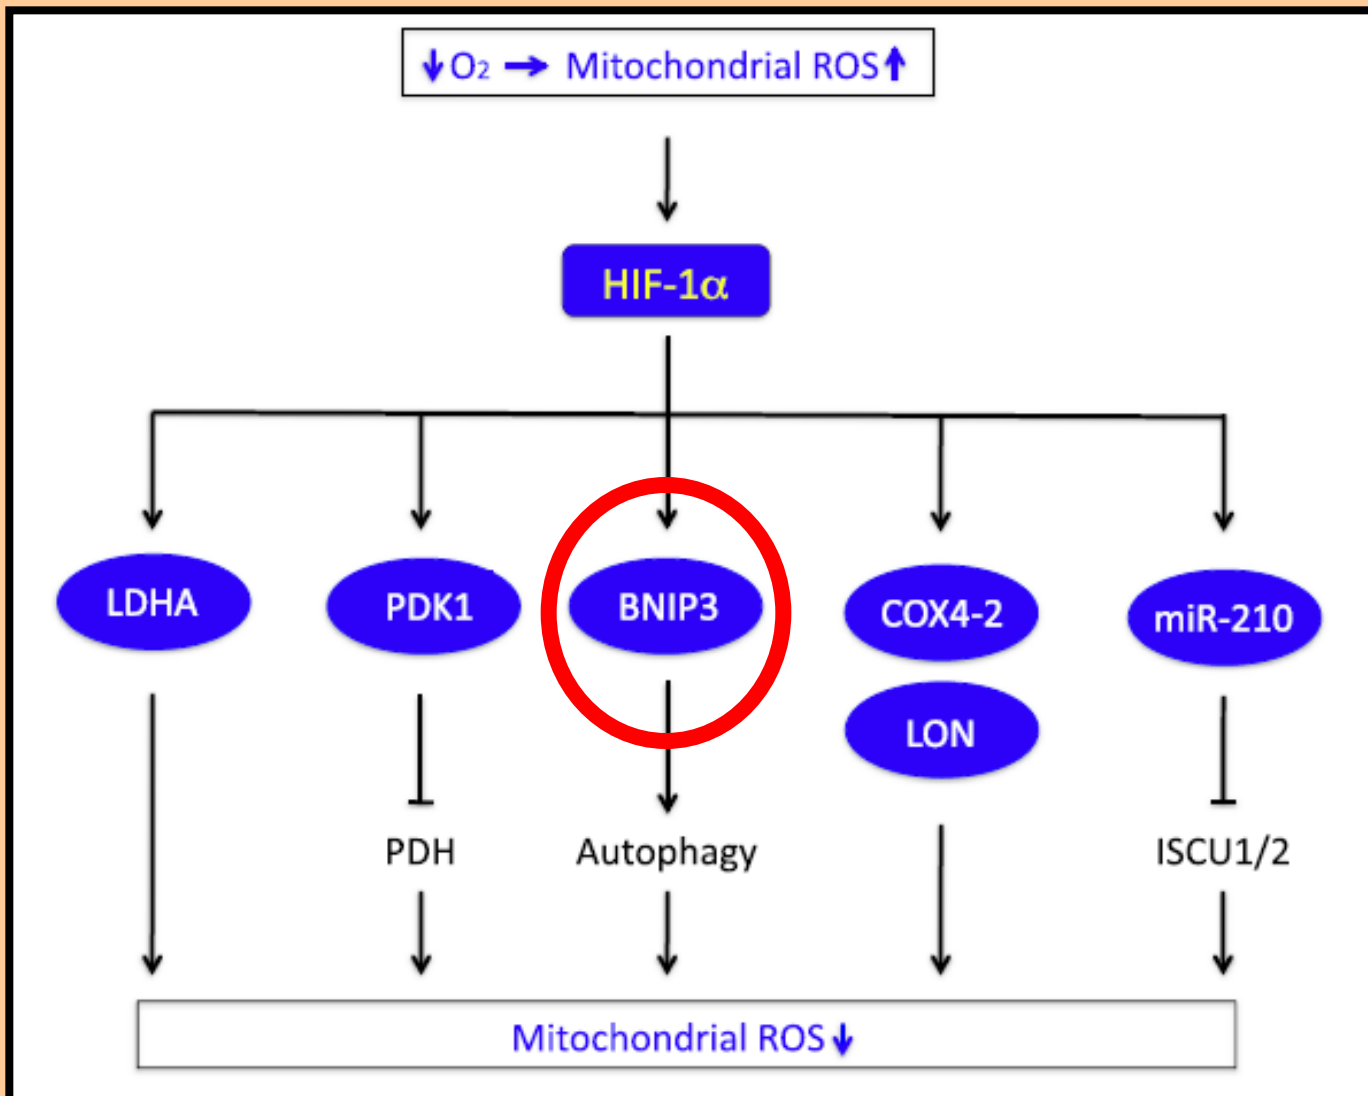 ↓O₂ → Mitochondrial ROS↑
HIF-1α
LDHA
PDK1
BNIP3
COX4-2
miR-210
LON
PDH
Autophagy
ISCU1/2
Mitochondrial ROS↓